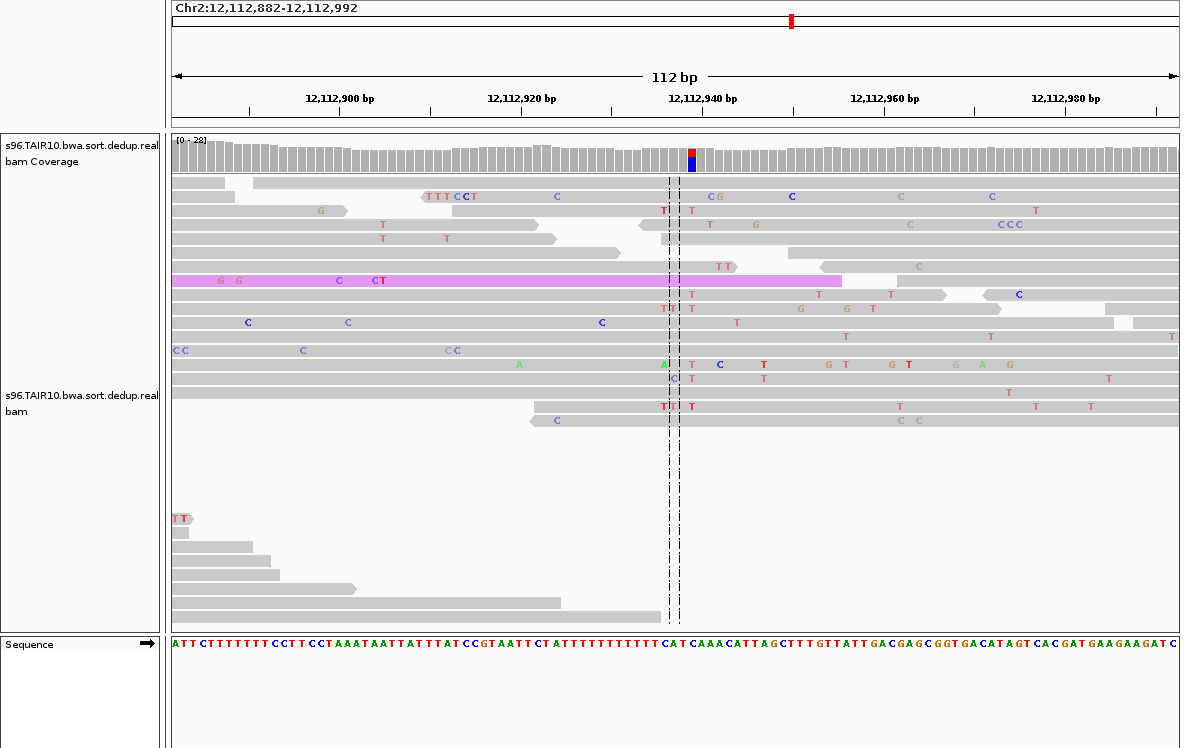 Chr2:12,112,882-12,112,992
112 bp
12,112,900 bp 12,112,920 bp 12,112,940 bp 12,112,960 bp 12,112,980 bp
s96.TAIR10.bwa.sort.dedup.real
bam Coverage
[0 - 28]
T T T C C T C C G C C C
G T T T
T T G C C C C
T T
T T C
G G C C T
T T T C
T T T G G T
C C C T
T T T
C C C C C
A A T C T G T G T G A G
C T T T
T
T T T T T T
C C C
s96.TAIR10.bwa.sort.dedup.real
bam
T T
Sequence
ATTCTTTTTTTCCTTCCTAAATAATTATTTATCCGTAATTCTATTTTTTTTTTTCATCAAACATTAGCTTTGTTATTGACGAGCGGTGACATAGTCACGATGAAGAAGATC